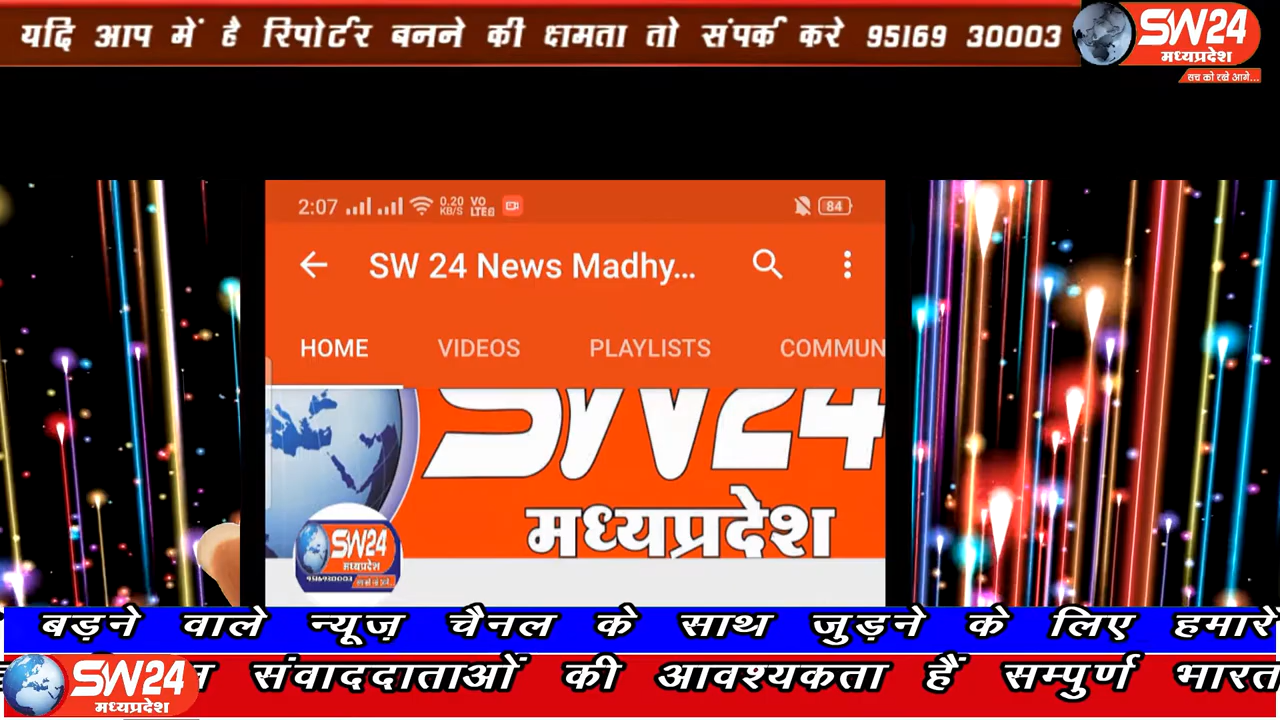 यदि आप में है रिपोर्टर बनने की क्षमता तो संपर्क करे 95169 30003
SW24
मध्यप्रदेश
सच को रखे आगे...
2:07 0.20 KB/S VO LTE 84
SW 24 News Madhy...
HOME VIDEOS PLAYLISTS COMMUN
SW24
मध्यप्रदेश
SW24
मध्यप्रदेश
9516930003
बड़ने वाले न्यूज़ चैनल के साथ जुड़ने के लिए हमारे
संवाददाताओं की आवश्यकता हैं सम्पुर्ण भारत
SW24
मध्यप्रदेश